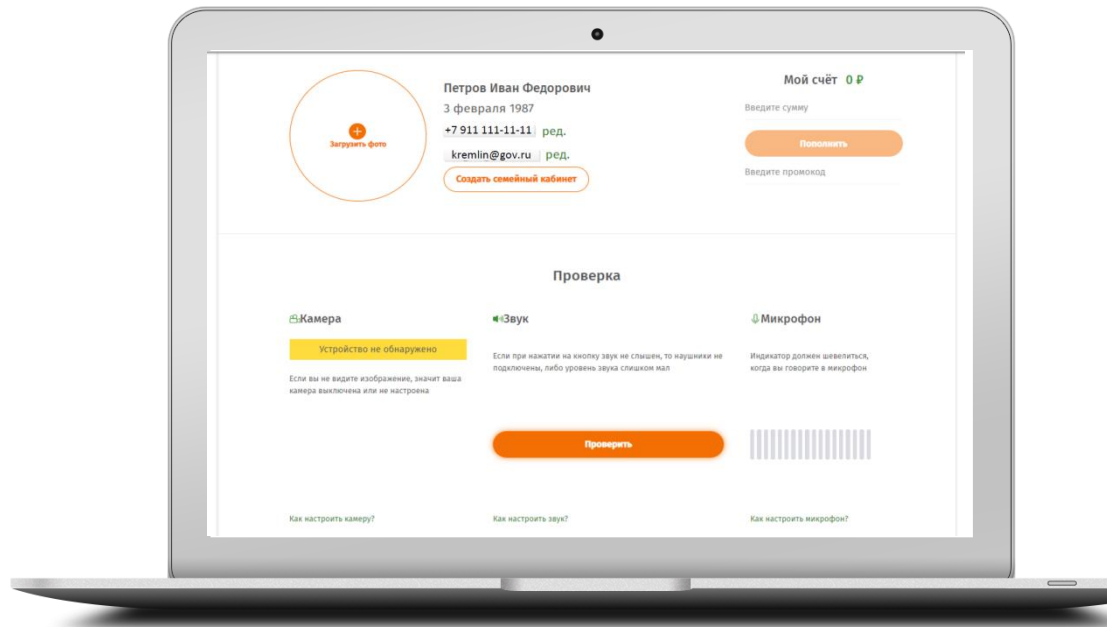 Петров Иван Федорович
3 февраля 1987
+7 911 111-11-11 ред.
kremlin@gov.ru ред.
Создать семейный кабинет
Загрузить фото
Мой счёт 0 ₽
Введите сумму
Пополнить
Введите промокод
Проверка
Камера
Устройство не обнаружено
Если вы не видите изображение, значит ваша
камера выключена или не настроена
Как настроить камеру?
Звук
Если при нажатии на кнопку звук не слышен, то наушники не
подключены, либо уровень звука слишком мал
Проверить
Как настроить звук?
Микрофон
Индикатор должен шевелиться,
когда вы говорите в микрофон
Как настроить микрофон?